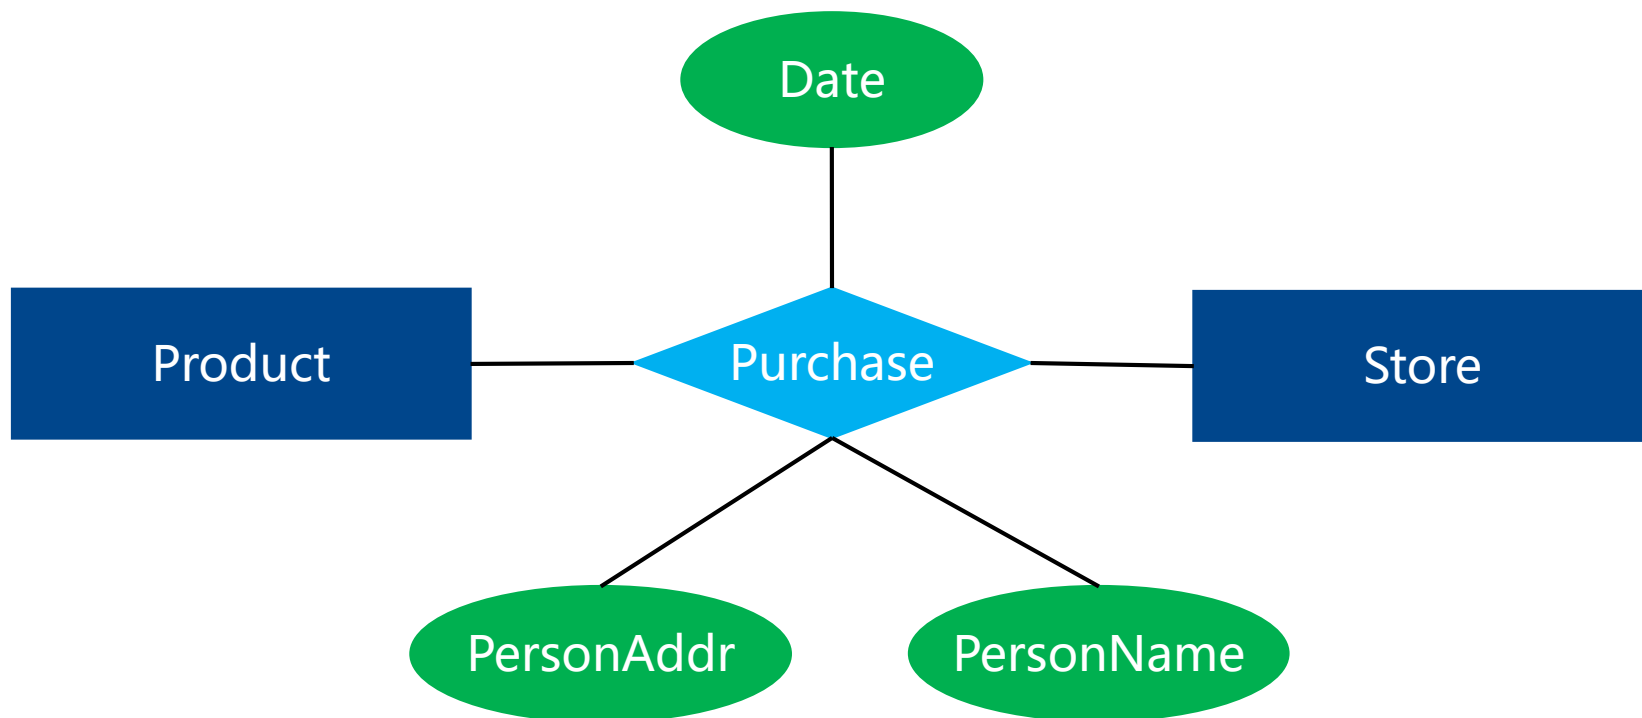 Date
Product
Purchase
Store
PersonAddr
PersonName